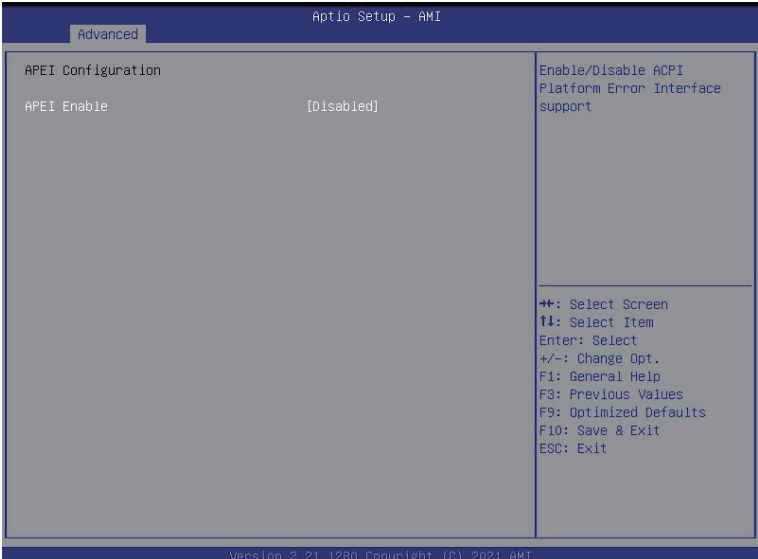 Aptio Setup – AMI
Advanced
APEI Configuration
APEI Enable [Disabled]
Enable/Disable ACPI
Platform Error Interface
support
→←: Select Screen
↑↓: Select Item
Enter: Select
+/-: Change Opt.
F1: General Help
F3: Previous Values
F9: Optimized Defaults
F10: Save & Exit
ESC: Exit
Version 2.21.1280 Copyright (C) 2021 AMI